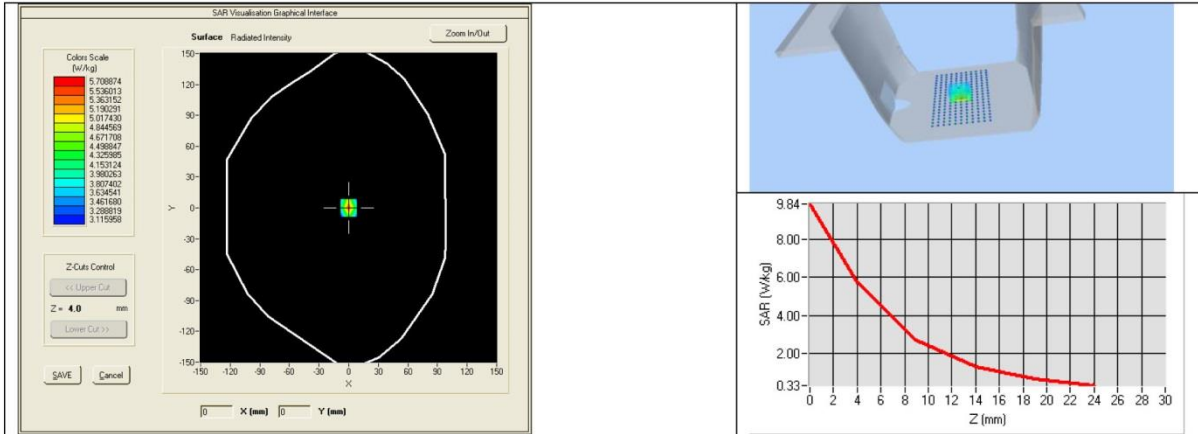 SAR Visualisation Graphical Interface
Surface Radiated Intensity
Zoom In/Out
Colors Scale
(W/kg)
5.708874
5.536013
5.363152
5.190291
5.017430
4.844569
4.671708
4.498847
4.325985
4.153124
3.980263
3.807402
3.634541
3.461680
3.288819
3.115958
150-
120-
90-
60-
30-
0-
-30-
-60-
-90-
-120-
-150-
Y
-150 -120 -90 -60 -30 0 30 60 90 120 150
X
Z-Cuts Control
<< Upper Cut
Z = 4.0 mm
Lower Cut >>
SAVE Cancel
0 X (mm) 0 Y (mm)
9.84
8.00
6.00
4.00
2.00
0.33
SAR (W/kg)
0 2 4 6 8 10 12 14 16 18 20 22 24 26 28 30
Z (mm)